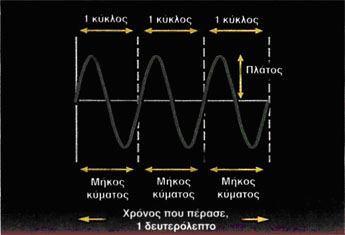 1 κύκλος 1 κύκλος 1 κύκλος
Πλάτος
Μήκος Μήκος Μήκος
κύματος κύματος κύματος
Χρόνος που πέρασε,
1 δευτερόλεπτο